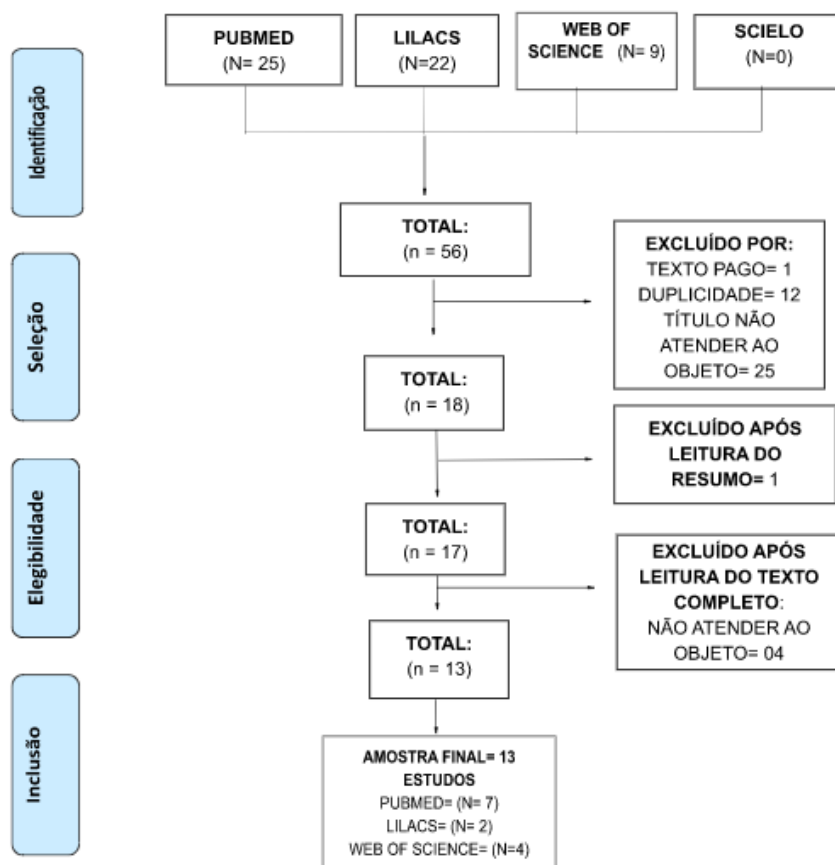 PUBMED
(N= 25)
LILACS
(N=22)
WEB OF
SCIENCE (N= 9)
SCIELO
(N=0)
Identificação
TOTAL:
(n = 56)
EXCLUÍDO POR:
TEXTO PAGO= 1
DUPLICIDADE= 12
TÍTULO NÃO
ATENDER AO
OBJETO= 25
Seleção
TOTAL:
(n = 18)
EXCLUÍDO APÓS
LEITURA DO
RESUMO= 1
Elegibilidade
TOTAL:
(n = 17)
EXCLUÍDO APÓS
LEITURA DO TEXTO
COMPLETO:
NÃO ATENDER AO
OBJETO= 04
TOTAL:
(n = 13)
Inclusão
AMOSTRA FINAL= 13
ESTUDOS
PUBMED= (N= 7)
LILACS= (N= 2)
WEB OF SCIENCE= (N=4)